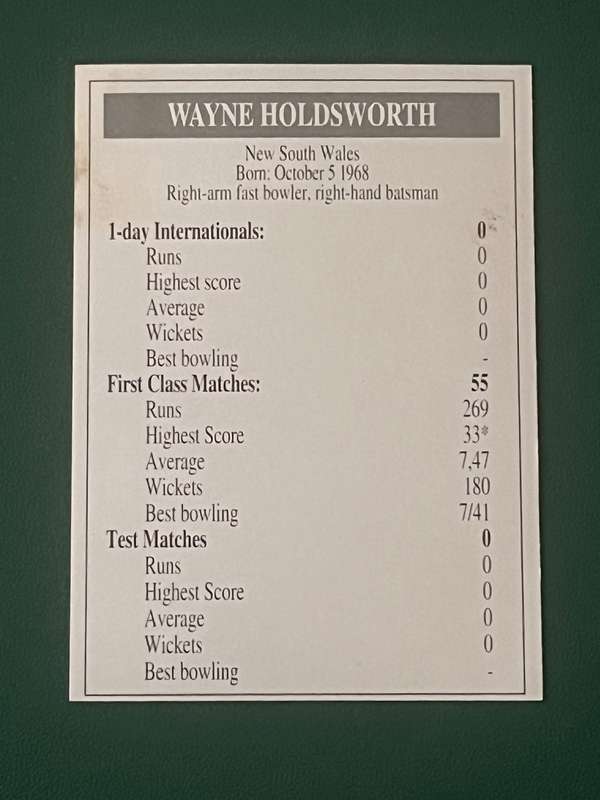 WAYNE HOLDSWORTH
New South Wales
Born: October 5 1968
Right-arm fast bowler, right-hand batsman
1-day Internationals: 0
Runs 0
Highest score 0
Average 0
Wickets 0
Best bowling -
First Class Matches: 55
Runs 269
Highest Score 33*
Average 7,47
Wickets 180
Best bowling 7/41
Test Matches 0
Runs 0
Highest Score 0
Average 0
Wickets 0
Best bowling -